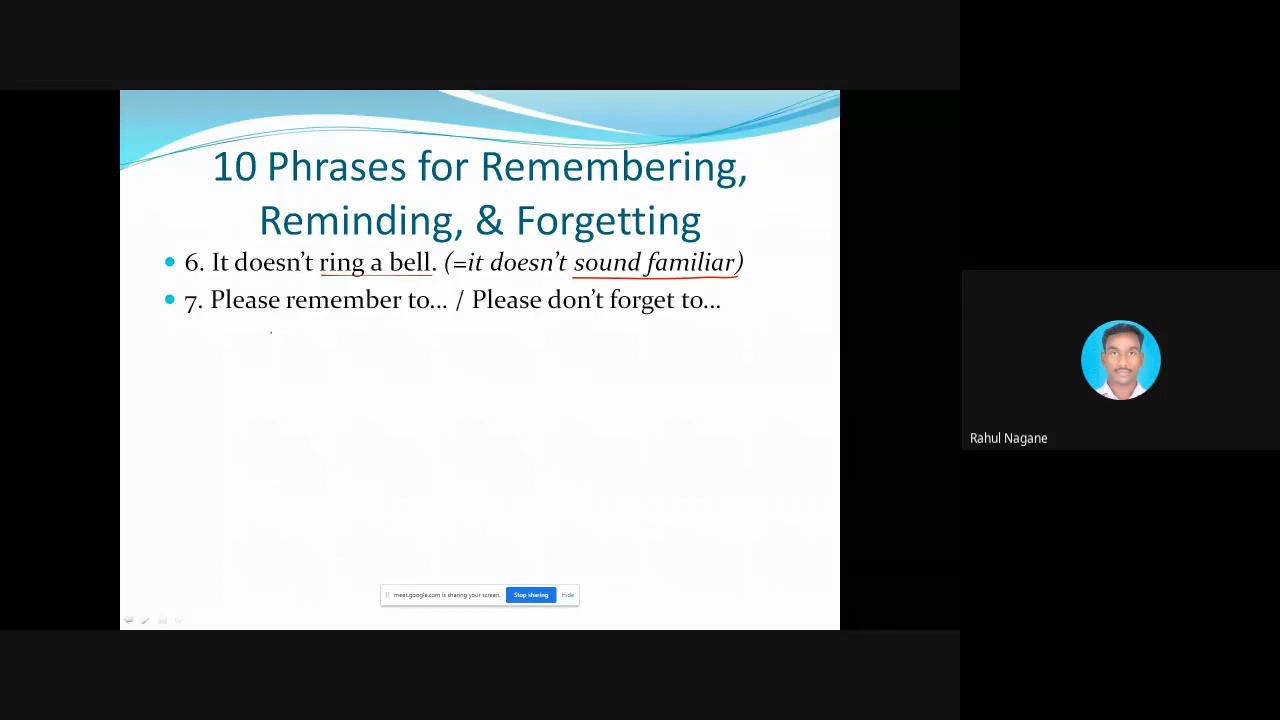 10 Phrases for Remembering,
Reminding, & Forgetting
6. It doesn't ring a bell. (=it doesn't sound familiar)
7. Please remember to... / Please don't forget to...
Rahul Nagane
meet.google.com is sharing your screen. Stop sharing Hide